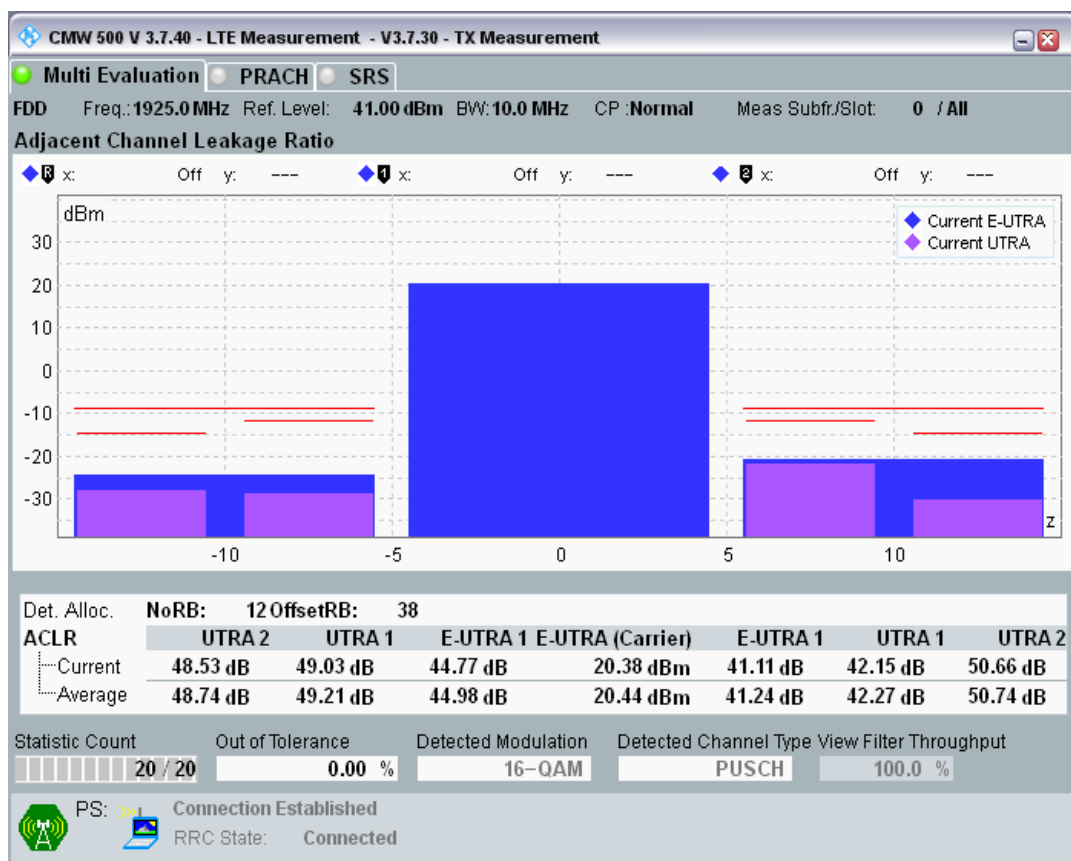 CMW 500 V 3.7.40 - LTE Measurement - V3.7.30 - TX Measurement
Multi Evaluation PRACH SRS
FDD Freq.: 1925.0 MHz Ref. Level: 41.00 dBm BW: 10.0 MHz CP :Normal Meas Subfr./Slot: 0 / All
Adjacent Channel Leakage Ratio
R x: Off y: --- 1 x: Off y: --- 2 x: Off y: ---
dBm
Current E-UTRA
Current UTRA
30
20
10
0
-10
-20
-30
z
-10 -5 0 5 10
Det. Alloc. NoRB: 12 OffsetRB: 38
ACLR UTRA 2 UTRA 1 E-UTRA 1 E-UTRA (Carrier) E-UTRA 1 UTRA 1 UTRA 2
Current 48.53 dB 49.03 dB 44.77 dB 20.38 dBm 41.11 dB 42.15 dB 50.66 dB
Average 48.74 dB 49.21 dB 44.98 dB 20.44 dBm 41.24 dB 42.27 dB 50.74 dB
Statistic Count Out of Tolerance Detected Modulation Detected Channel Type View Filter Throughput
20 / 20 0.00 % 16-QAM PUSCH 100.0 %
PS: Connection Established
RRC State: Connected